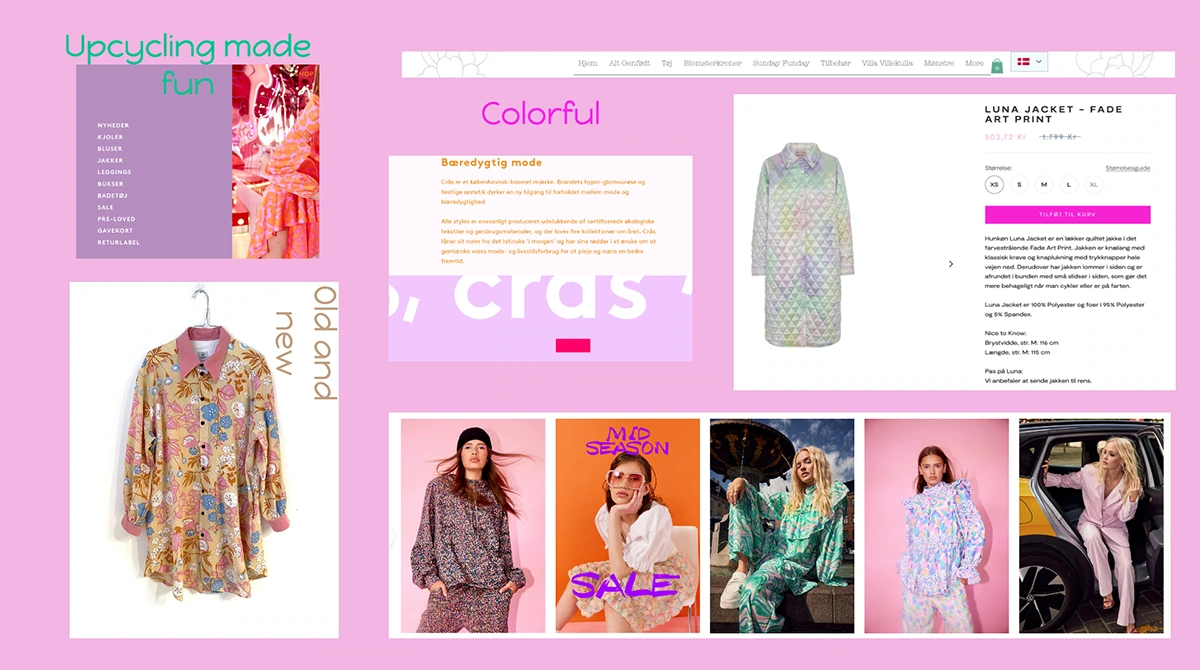 Upcycling made
fun
SHOP
NYHEDER
KJOLER
BLUSER
JAKKER
LEGGINGS
BUKSER
BADETØJ
SALE
PRE-LOVED
GAVEKORT
RETURLABEL
Old and
new
Hjem Alt Genfødt Tøj Blomsterkroner Sunday Funday Tilbehør Villa Villekulla Mønstre More
0
Colorful
Bæredygtig mode
Crás er et københavnsk-baseret mærke. Brandets hyper-glamourøse og
festlige æstetik dyrker en ny tilgang til forholdet mellem mode og
bæredygtighed
Alle styles er ansvarligt produceret udelukkende af certificerede økologiske
tekstiler og genbrugsmaterialer, og der loves fire kollektioner om året. Crás
låner sit navn fra det latinske 'i morgen' og har sine rødder i et ønske om at
gentænke vores mode- og livsstilsforbrug for at pleje og nære en bedre
fremtid.
, crás
LUNA JACKET - FADE
ART PRINT
503,72 Kr 1.799 Kr
Størrelse: Størrelsesguide
XS S M L XL
TILFØJ TIL KURV
Hunkøn Luna Jacket er en lækker quiltet jakke i det
farvestrålende Fade Art Print. Jakken er knælang med
klassisk krave og knaplukning med trykknapper hele
vejen ned. Derudover har jakken lommer i siden og er
afrundet i bunden med små slidser i siden, som gør det
mere behageligt når man cykler eller er på farten.
Luna Jacket er 100% Polyester og foer i 95% Polyester
og 5% Spandex.
Nice to Know:
Brystvidde, str. M: 116 cm
Længde, str. M: 115 cm
Pas på Luna:
Vi anbefaler at sende jakken til rens.
MID
SEASON
SALE